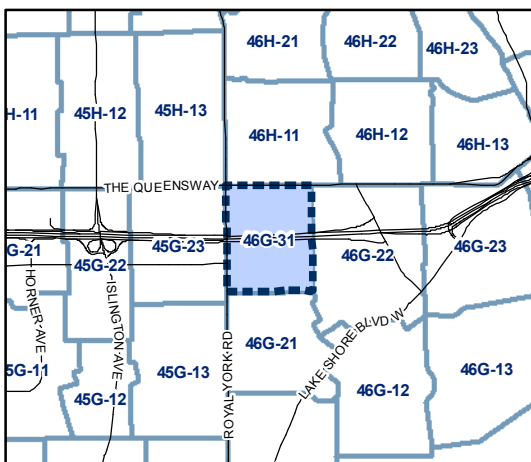 46H-21
46H-22
46H-23
H-11
45H-12
45H-13
46H-11
46H-12
46H-13
THE QUEENSWAY
G-21
45G-22
45G-23
46G-31
46G-22
46G-23
HORNER AVE
ISLINGTON AVE
ROYAL YORK RD
LAKE SHORE BLVD W
46G-21
5G-11
45G-12
45G-13
46G-12
46G-13